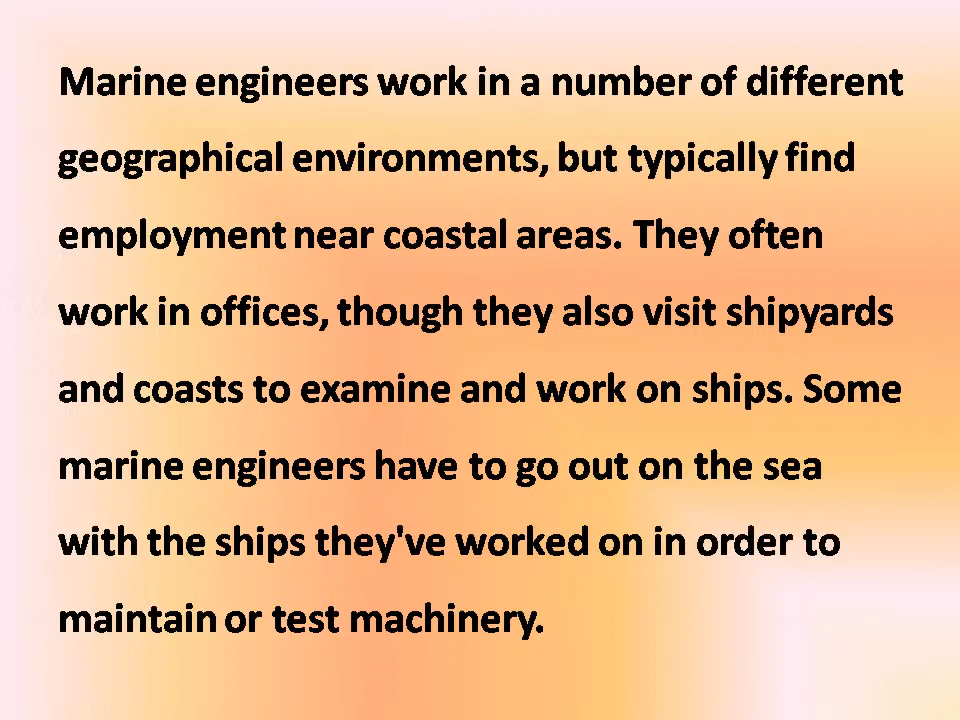 Marine engineers work in a number of different
geographical environments, but typically find
employment near coastal areas. They often
work in offices, though they also visit shipyards
and coasts to examine and work on ships. Some
marine engineers have to go out on the sea
with the ships they've worked on in order to
maintain or test machinery.